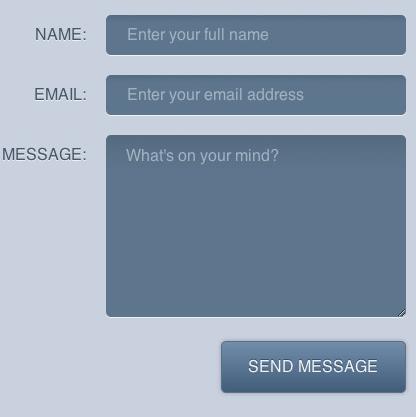 NAME: Enter your full name
EMAIL: Enter your email address
MESSAGE: What's on your mind?
SEND MESSAGE